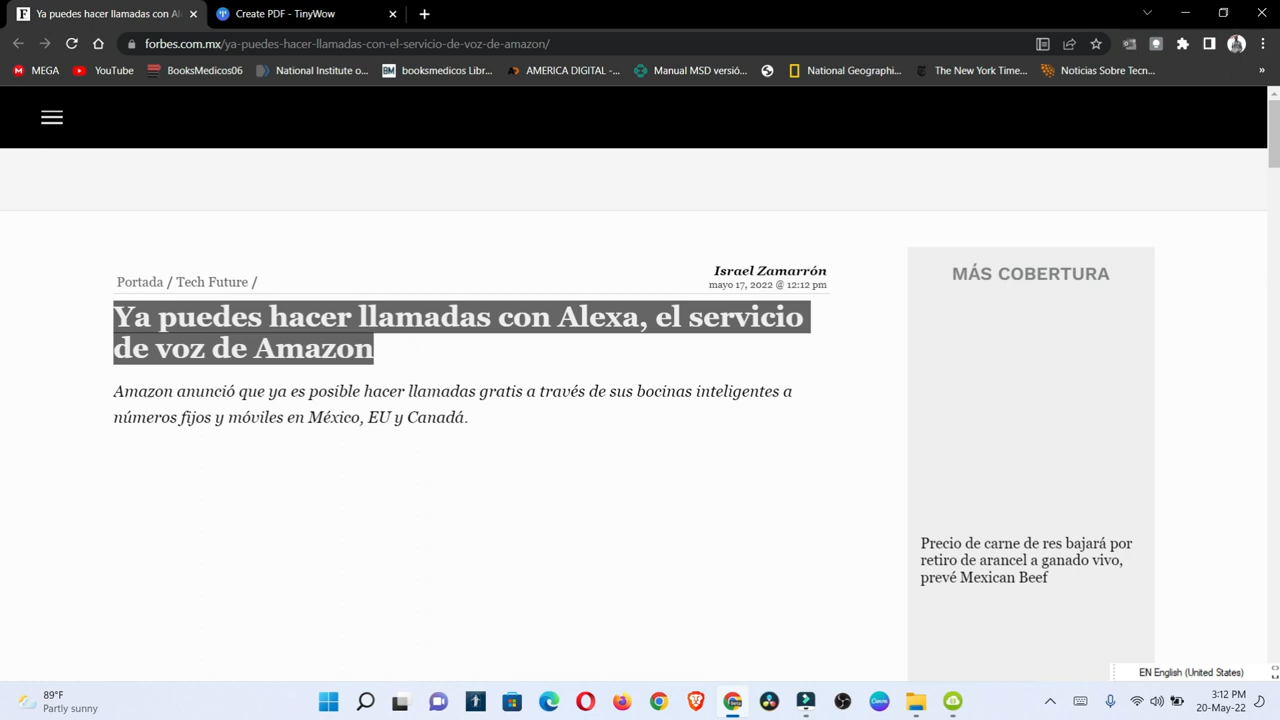 Ya puedes hacer llamadas con Al
Create PDF - TinyWow
forbes.com.mx/ya-puedes-hacer-llamadas-con-el-servicio-de-voz-de-amazon/
MEGA
YouTube
BooksMedicos06
National Institute o...
booksmedicos Libr...
AMERICA DIGITAL -...
Manual MSD versió...
National Geographi...
The New York Time...
Noticias Sobre Tecn...
»
Portada / Tech Future /
Israel Zamarrón
mayo 17, 2022 @ 12:12 pm
Ya puedes hacer llamadas con Alexa, el servicio
de voz de Amazon
Amazon anunció que ya es posible hacer llamadas gratis a través de sus bocinas inteligentes a
números fijos y móviles en México, EU y Canadá.
MÁS COBERTURA
Precio de carne de res bajará por
retiro de arancel a ganado vivo,
prevé Mexican Beef
EN English (United States)
89°F
Partly sunny
3:12 PM
20-May-22